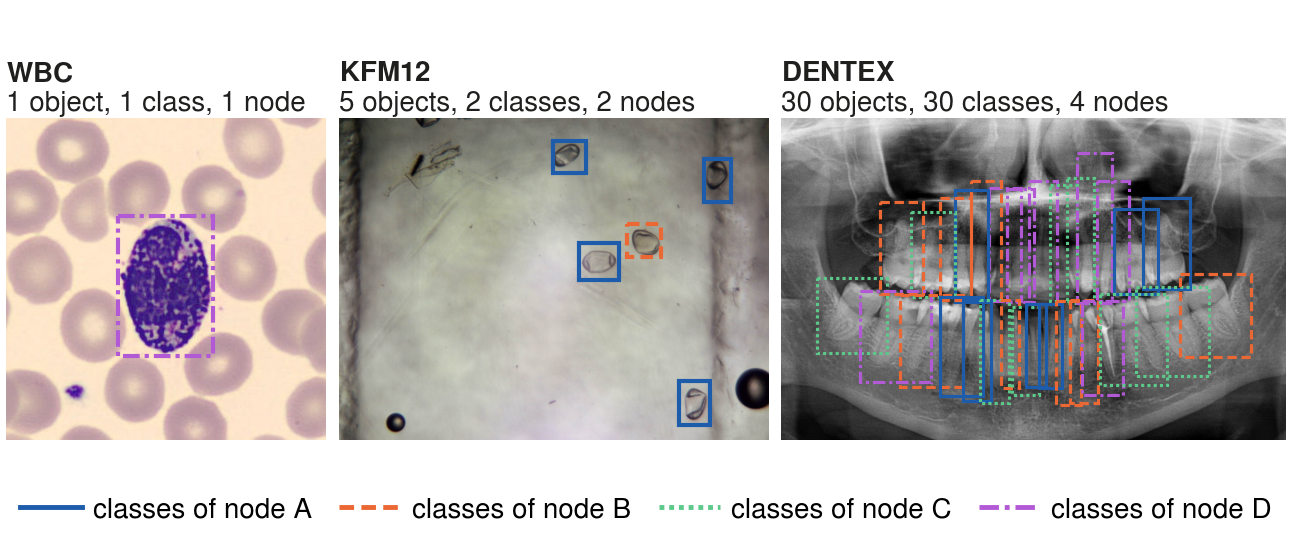 WBC
1 object, 1 class, 1 node
KFM12
5 objects, 2 classes, 2 nodes
DENTEX
30 objects, 30 classes, 4 nodes
classes of node A
classes of node B
classes of node C
classes of node D